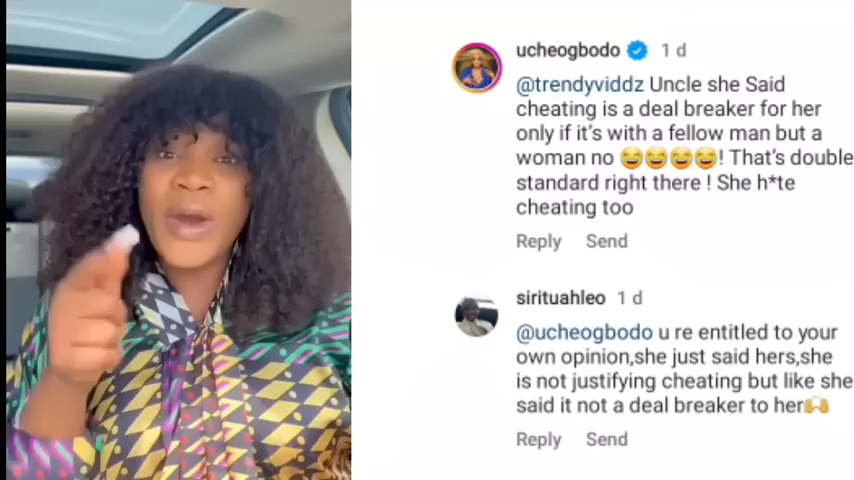 ucheogbodo 1 d
@trendyviddz Uncle she Said
cheating is a deal breaker for her
only if it's with a fellow man but a
woman no 😂😂😂😂! That's double
standard right there ! She h*te
cheating too
Reply Send
sirituahleo 1 d
@ucheogbodo u re entitled to your
own opinion,she just said hers,she
is not justifying cheating but like she
said it not a deal breaker to her🙌
Reply Send